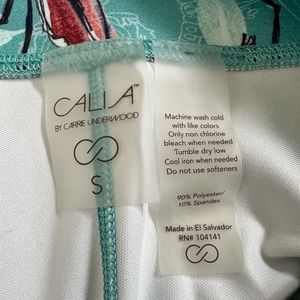 CALIA™
BY CARRIE UNDERWOOD
S
Machine wash cold
with like colors
Only non chlorine
bleach when needed
Tumble dry low
Cool iron when needed
Do not use softeners
90% Polyester/
10% Spandex
Made in El Salvador
RN# 104141